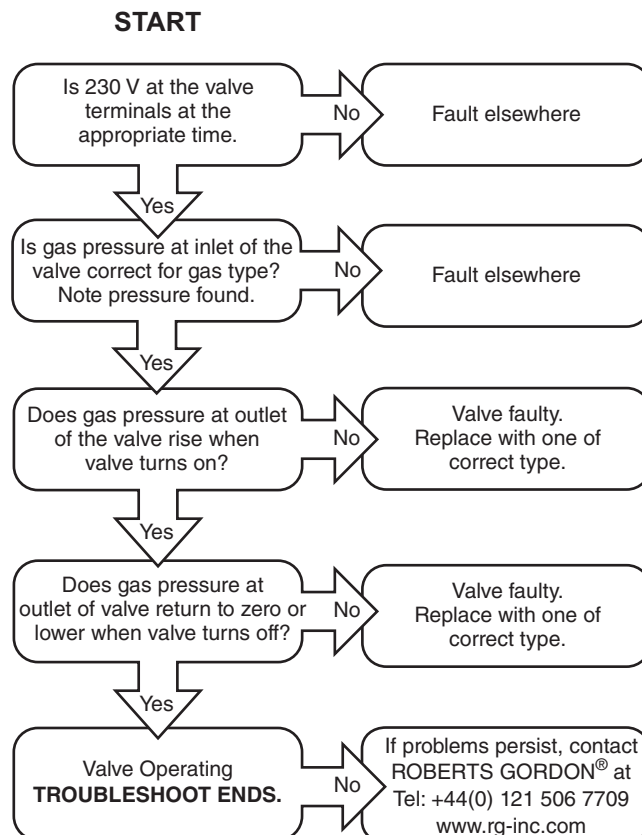 START
Is 230 V at the valve
terminals at the
appropriate time.
No
Fault elsewhere
Yes
Is gas pressure at inlet of the
valve correct for gas type?
Note pressure found.
No
Fault elsewhere
Yes
Does gas pressure at outlet
of the valve rise when
valve turns on?
No
Valve faulty.
Replace with one of
correct type.
Yes
Does gas pressure at
outlet of valve return to zero or
lower when valve turns off?
No
Valve faulty.
Replace with one of
correct type.
Yes
Valve Operating
TROUBLESHOOT ENDS.
No
If problems persist, contact
ROBERTS GORDON® at
Tel: +44(0) 121 506 7709
www.rg-inc.com